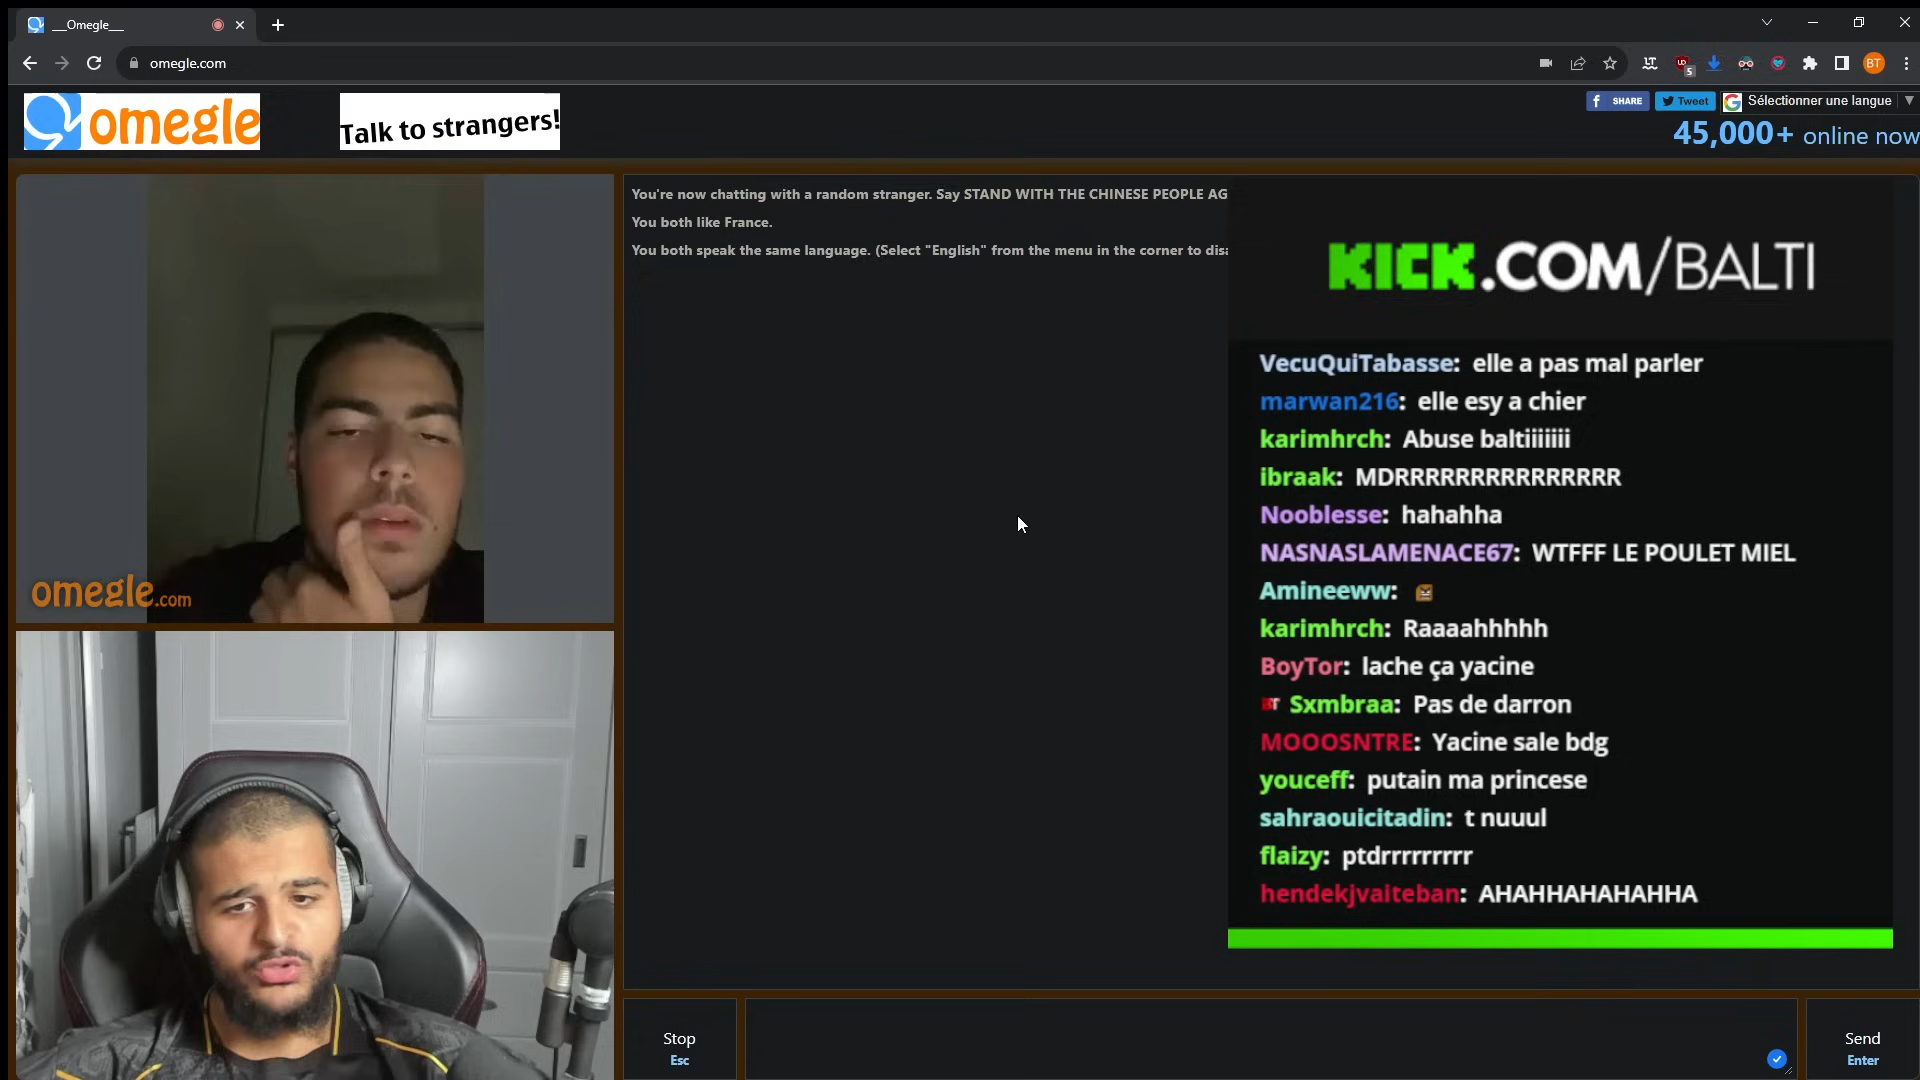 __Omegle__
omegle.com
BT
omegle
Talk to strangers!
SHARE
Tweet
Sélectionner une langue
45,000+ online now
You're now chatting with a random stranger. Say STAND WITH THE CHINESE PEOPLE AG
You both like France.
You both speak the same language. (Select "English" from the menu in the corner to disa
omegle.com
KICK.COM/BALTI
VecuQuiTabasse: elle a pas mal parler
marwan216: elle esy a chier
karimhrch: Abuse baltiiiiiii
ibraak: MDRRRRRRRRRRRRRRR
Nooblesse: hahahha
NASNASLAMENACE67: WTFFF LE POULET MIEL
Amineeww:
karimhrch: Raaaahhhhh
BoyTor: lache ça yacine
BT Sxmbraa: Pas de darron
MOOOSNTRE: Yacine sale bdg
youceff: putain ma princese
sahraouicitadin: t nuuul
flaizy: ptdrrrrrrrrr
hendekjvaiteban: AHAHHAHAHAHHA
Stop
Esc
Send
Enter